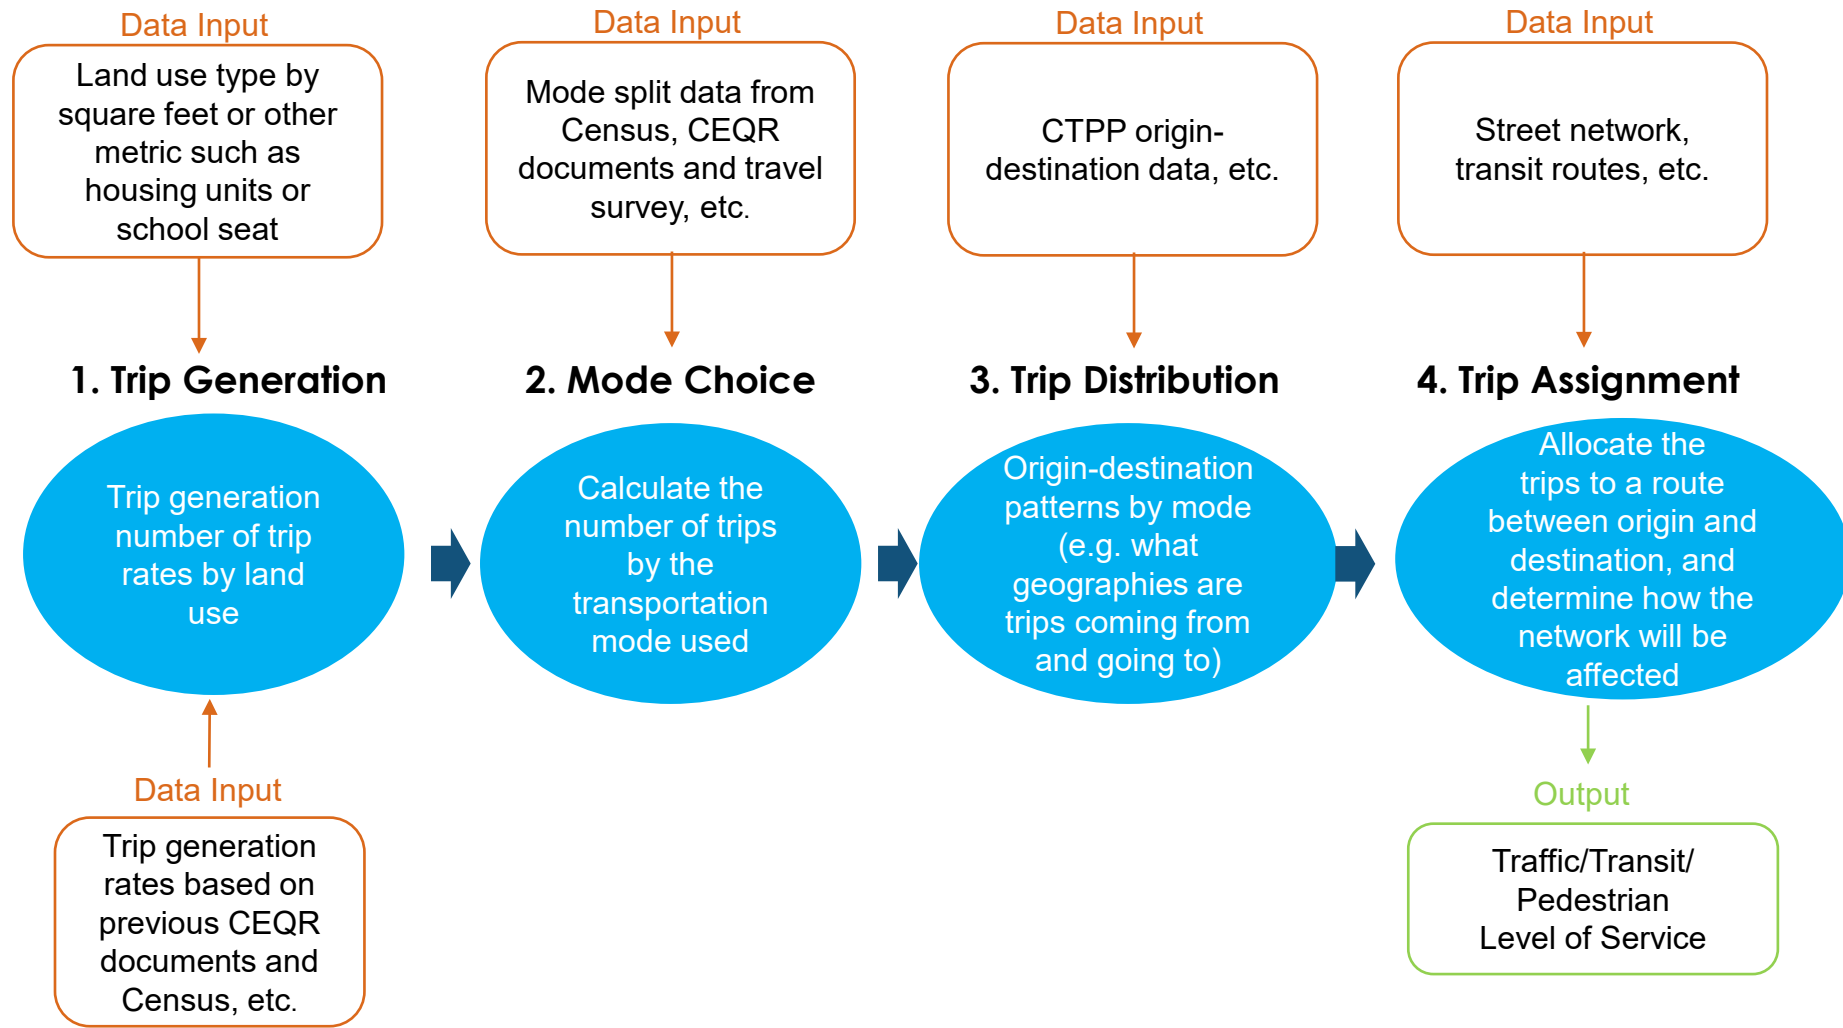 Data Input
Land use type by
square feet or other
metric such as
housing units or
school seat
Data Input
Mode split data from
Census, CEQR
documents and travel
survey, etc.
Data Input
CTPP origin-
destination data, etc.
Data Input
Street network,
transit routes, etc.
1. Trip Generation
Trip generation
number of trip
rates by land
use
2. Mode Choice
Calculate the
number of trips
by the
transportation
mode used
3. Trip Distribution
Origin-destination
patterns by mode
(e.g. what
geographies are
trips coming from
and going to)
4. Trip Assignment
Allocate the
trips to a route
between origin and
destination, and
determine how the
network will be
affected
Data Input
Trip generation
rates based on
previous CEQR
documents and
Census, etc.
Output
Traffic/Transit/
Pedestrian
Level of Service